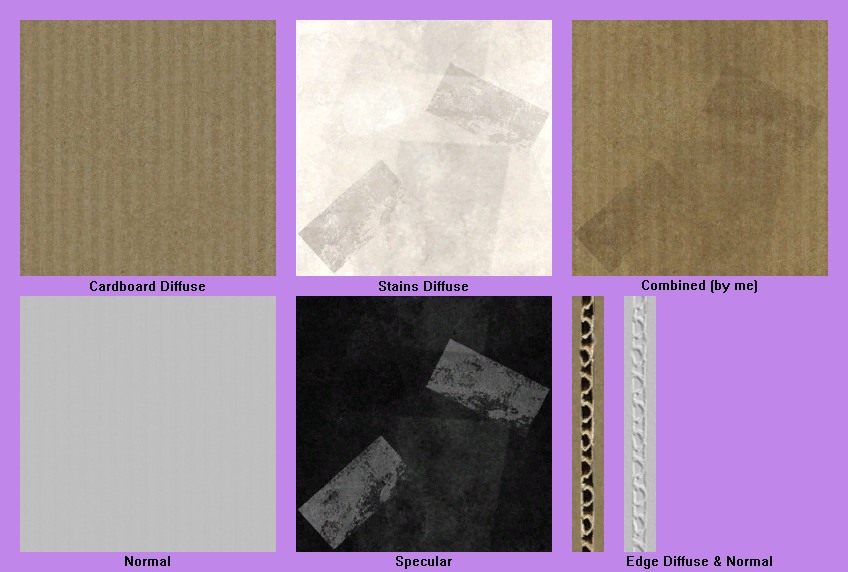 Cardboard Diffuse
Stains Diffuse
Combined (by me)
Normal
Specular
Edge Diffuse & Normal